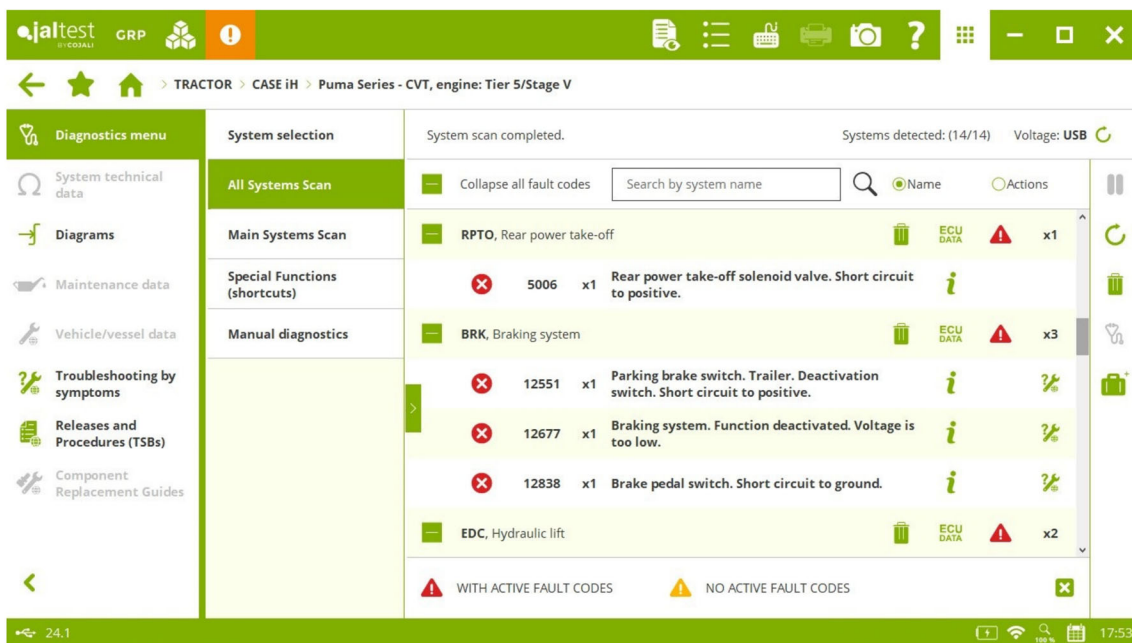 jaltest
BY COJALI
GRP
TRACTOR > CASE iH > Puma Series - CVT, engine: Tier 5/Stage V
Diagnostics menu
System technical
data
Diagrams
Maintenance data
Vehicle/vessel data
Troubleshooting by
symptoms
Releases and
Procedures (TSBs)
Component
Replacement Guides
System selection
All Systems Scan
Main Systems Scan
Special Functions
(shortcuts)
Manual diagnostics
System scan completed.
Systems detected: (14/14)
Voltage: USB
Collapse all fault codes
Search by system name
Name
Actions
RPTO, Rear power take-off
ECU
DATA
x1
5006 x1 Rear power take-off solenoid valve. Short circuit
to positive.
BRK, Braking system
ECU
DATA
x3
12551 x1 Parking brake switch. Trailer. Deactivation
switch. Short circuit to positive.
12677 x1 Braking system. Function deactivated. Voltage is
too low.
12838 x1 Brake pedal switch. Short circuit to ground.
EDC, Hydraulic lift
ECU
DATA
x2
WITH ACTIVE FAULT CODES
NO ACTIVE FAULT CODES
24.1
100 %
17:53